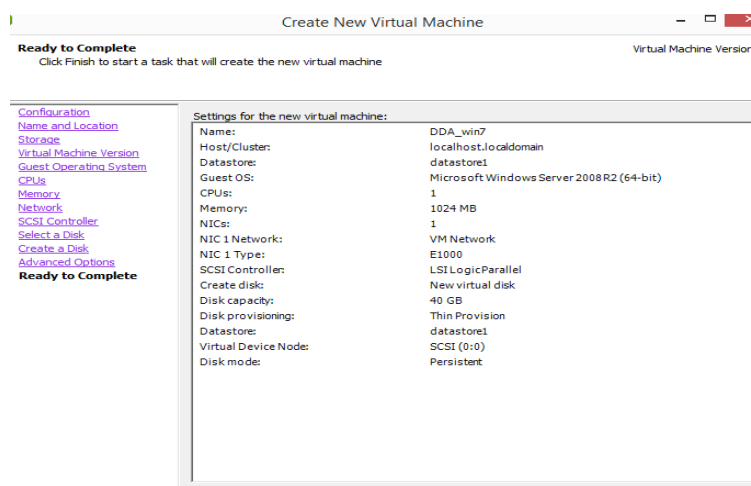 Create New Virtual Machine
Ready to Complete
Click Finish to start a task that will create the new virtual machine
Virtual Machine Version
Configuration
Name and Location
Storage
Virtual Machine Version
Guest Operating System
CPUs
Memory
Network
SCSI Controller
Select a Disk
Create a Disk
Advanced Options
Ready to Complete
Settings for the new virtual machine:
Name: DDA_win7
Host/Cluster: localhost.localdomain
Datastore: datastore1
Guest OS: Microsoft Windows Server 2008 R2 (64-bit)
CPUs: 1
Memory: 1024 MB
NICs: 1
NIC 1 Network: VM Network
NIC 1 Type: E1000
SCSI Controller: LSI Logic Parallel
Create disk: New virtual disk
Disk capacity: 40 GB
Disk provisioning: Thin Provision
Datastore: datastore1
Virtual Device Node: SCSI (0:0)
Disk mode: Persistent